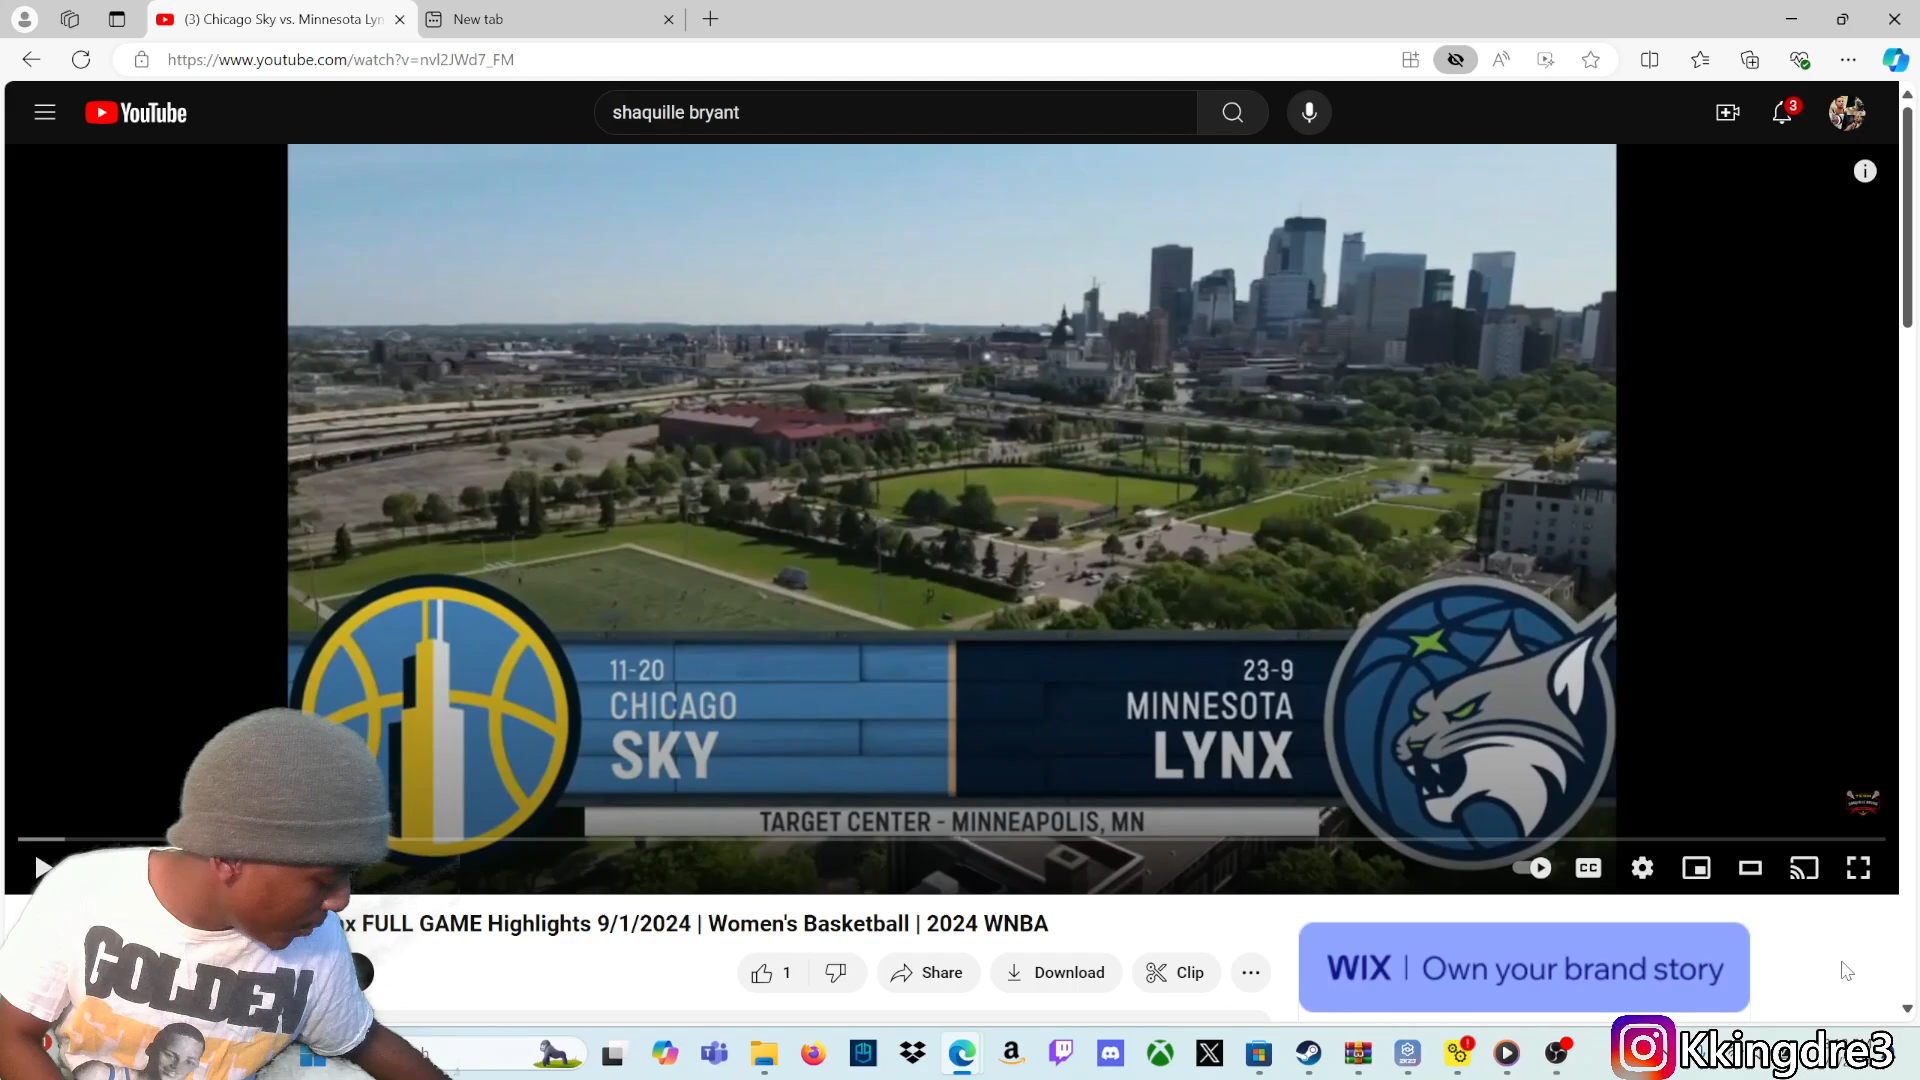 (3) Chicago Sky vs. Minnesota Lyn
New tab
https://www.youtube.com/watch?v=nvl2JWd7_FM
YouTube
shaquille bryant
3
11-20
CHICAGO
SKY
23-9
MINNESOTA
LYNX
TARGET CENTER - MINNEAPOLIS, MN
CC
FULL GAME Highlights 9/1/2024 | Women's Basketball | 2024 WNBA
1
Share
Download
Clip
WIX | Own your brand story
GOLDEN
Kkingdre3